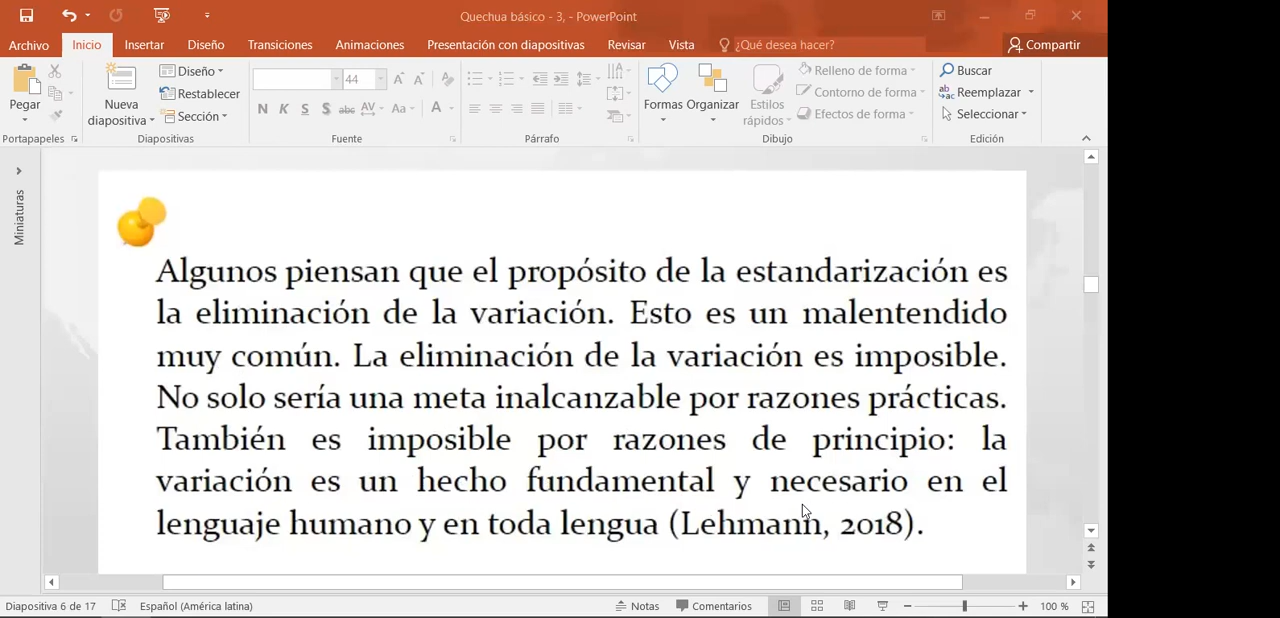 Quechua básico - 3, - PowerPoint
Archivo Inicio Insertar Diseño Transiciones Animaciones Presentación con diapositivas Revisar Vista ¿Qué desea hacer? Compartir
Pegar
Portapapeles
Nueva diapositiva
Diseño
Restablecer
Sección
Diapositivas
44
N K S S abc AV Aa A
Fuente
Párrafo
Formas Organizar Estilos rápidos
Relleno de forma
Contorno de forma
Efectos de forma
Dibujo
Buscar
Reemplazar
Seleccionar
Edición
Miniaturas
Algunos piensan que el propósito de la estandarización es
la eliminación de la variación. Esto es un malentendido
muy común. La eliminación de la variación es imposible.
No solo sería una meta inalcanzable por razones prácticas.
También es imposible por razones de principio: la
variación es un hecho fundamental y necesario en el
lenguaje humano y en toda lengua (Lehmann, 2018).
Diapositiva 6 de 17 Español (América latina) Notas Comentarios 100 %